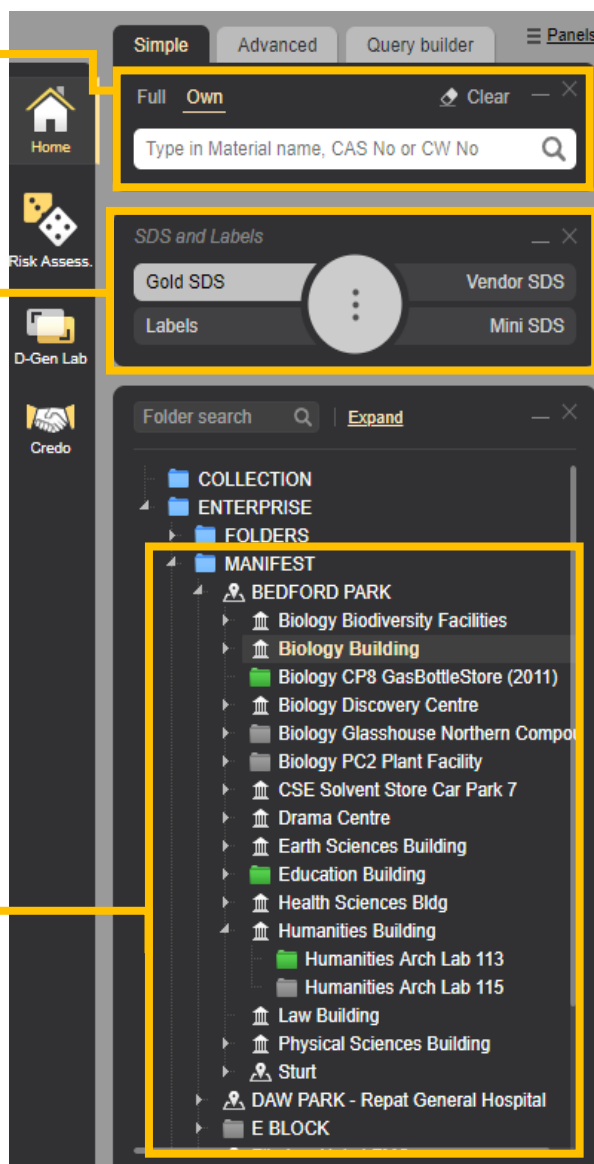 Simple Advanced Query builder Panels
Full Own Clear
Type in Material name, CAS No or CW No
Home
Risk Assess.
D-Gen Lab
Credo
SDS and Labels
Gold SDS Vendor SDS
Labels Mini SDS
Folder search Expand
COLLECTION
ENTERPRISE
FOLDERS
MANIFEST
BEDFORD PARK
Biology Biodiversity Facilities
Biology Building
Biology CP8 GasBottleStore (2011)
Biology Discovery Centre
Biology Glasshouse Northern Compou
Biology PC2 Plant Facility
CSE Solvent Store Car Park 7
Drama Centre
Earth Sciences Building
Education Building
Health Sciences Bldg
Humanities Building
Humanities Arch Lab 113
Humanities Arch Lab 115
Law Building
Physical Sciences Building
Sturt
DAW PARK - Repat General Hospital
E BLOCK